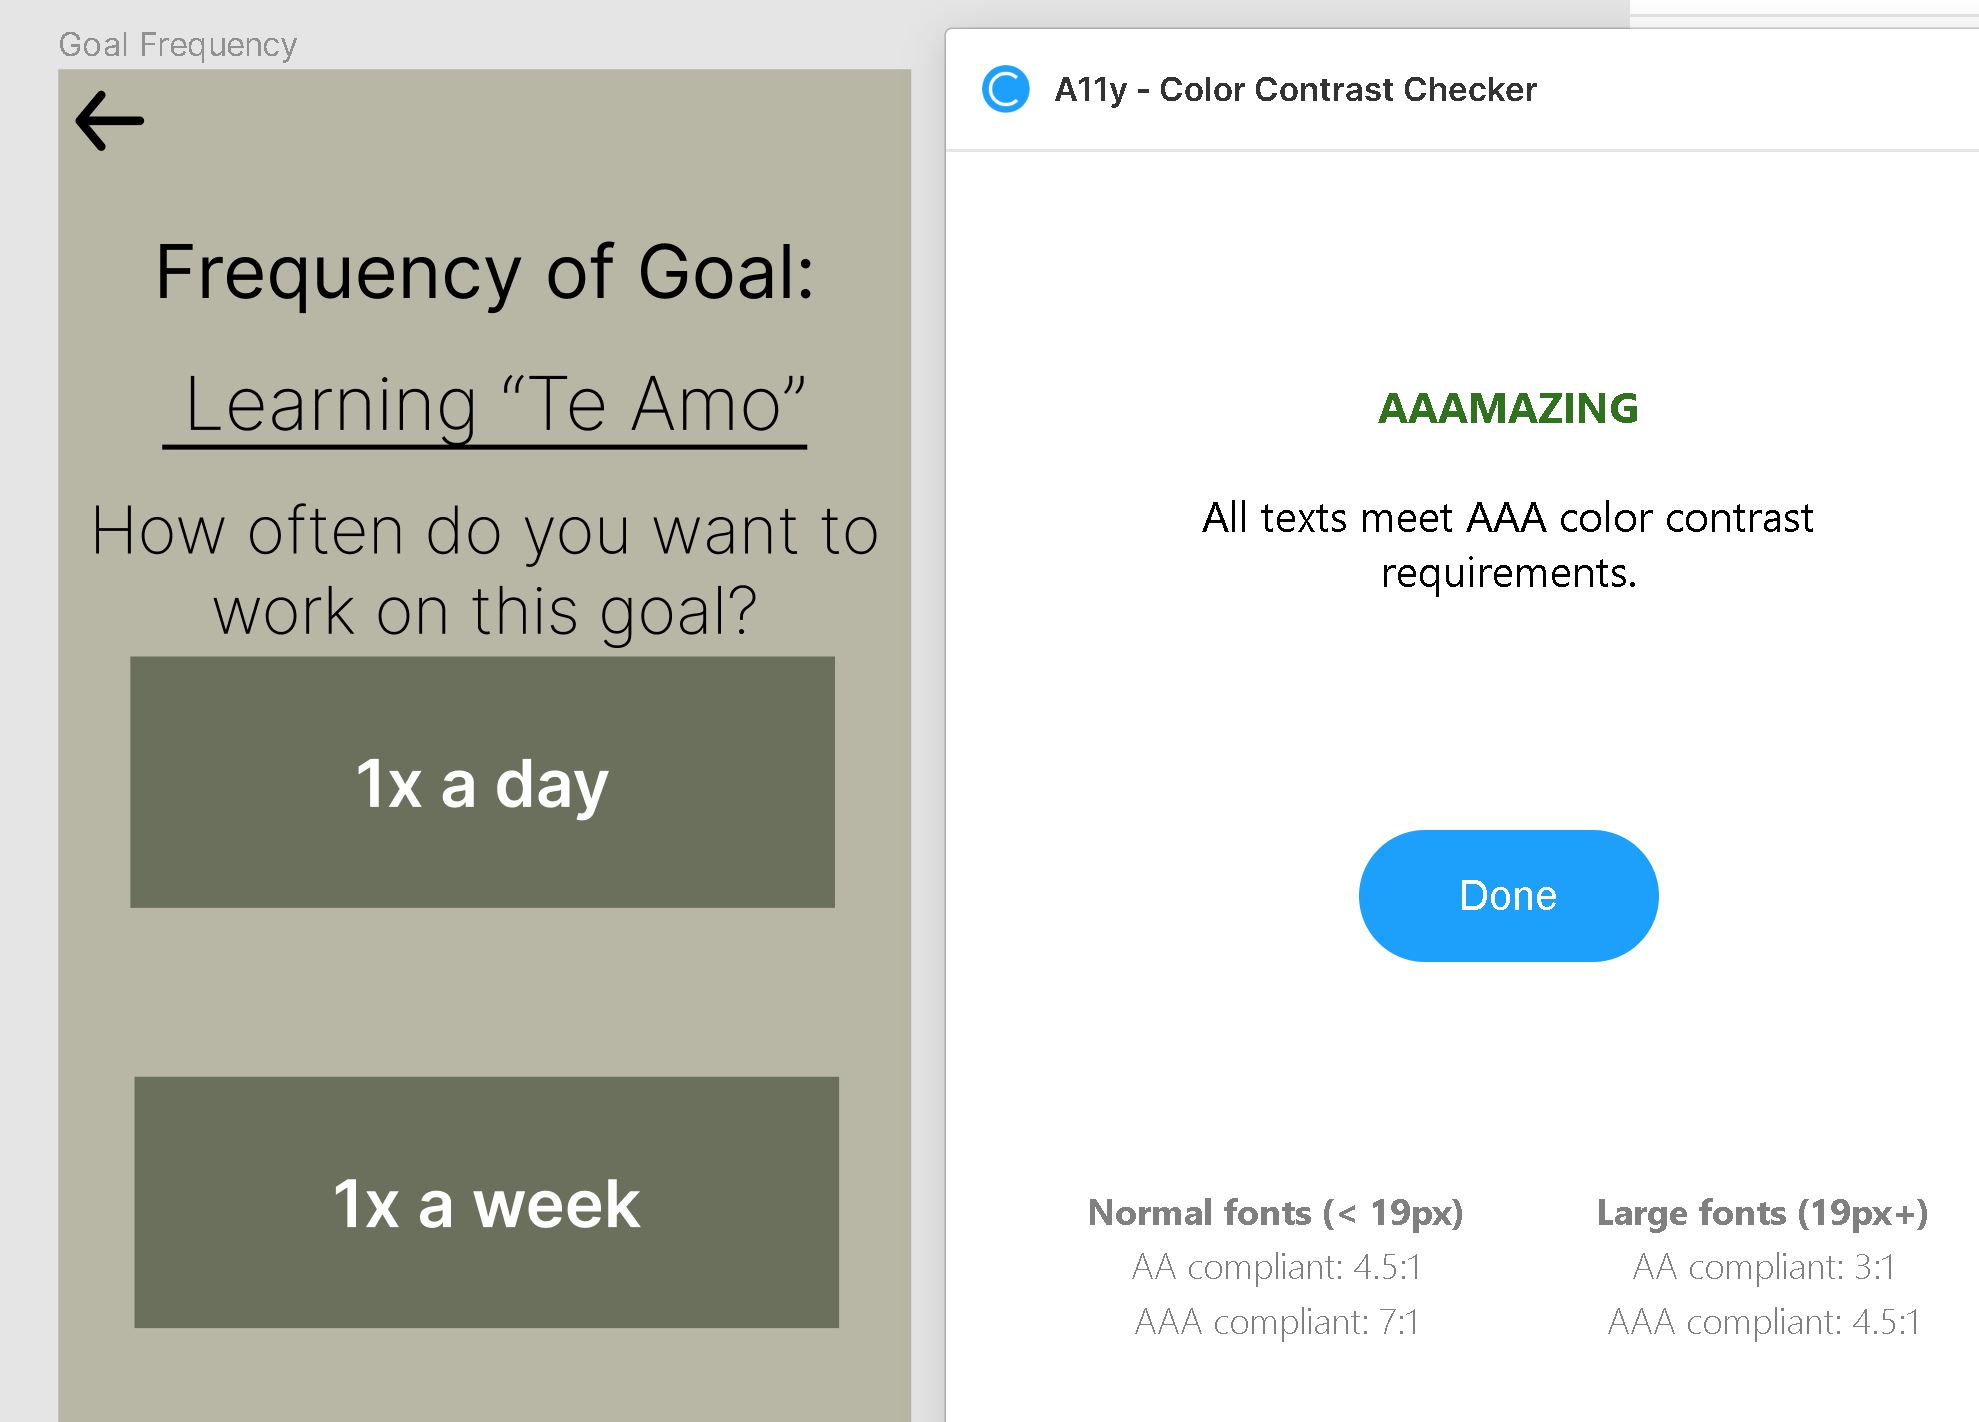 Goal Frequency
Frequency of Goal:
Learning “Te Amo”
How often do you want to
work on this goal?
1x a day
1x a week
A11y - Color Contrast Checker
AAAMAZING
All texts meet AAA color contrast
requirements.
Done
Normal fonts (< 19px)
AA compliant: 4.5:1
AAA compliant: 7:1
Large fonts (19px+)
AA compliant: 3:1
AAA compliant: 4.5:1